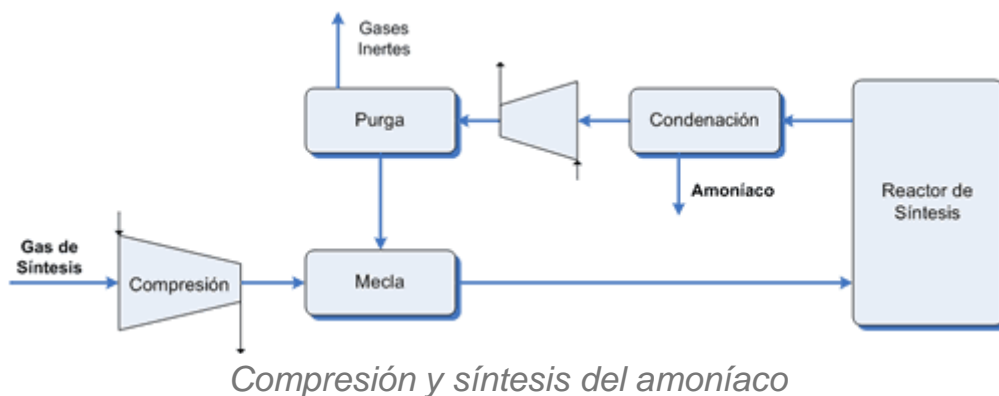 Gases
Inertes
Purga
Condenación
Amoníaco
Reactor de
Síntesis
Gas de
Síntesis
Compresión
Mecla
Compresión y síntesis del amoníaco